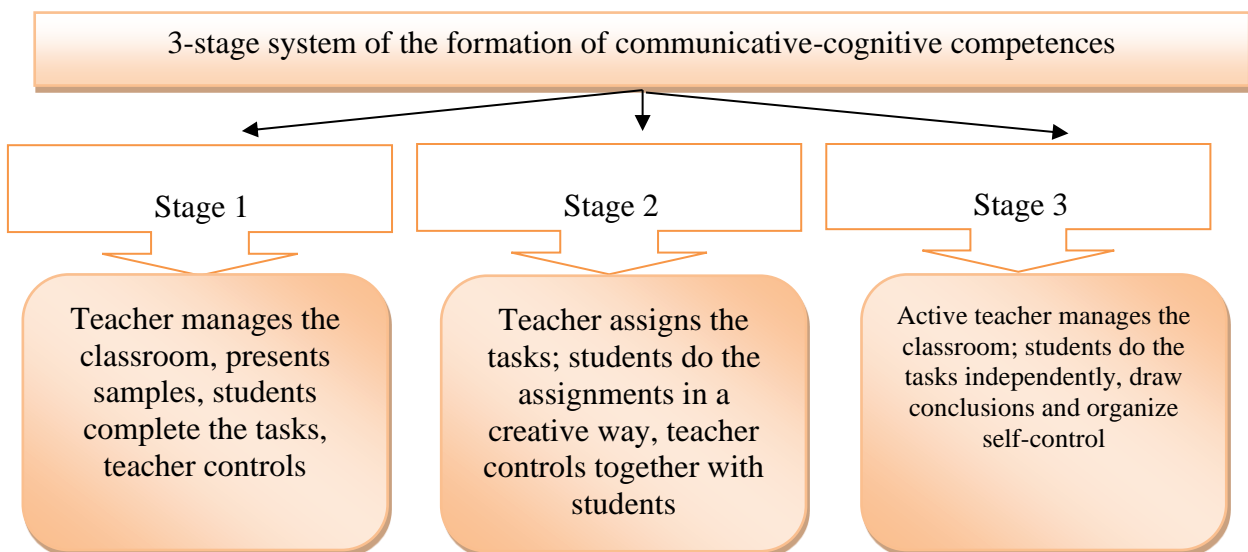 3-stage system of the formation of communicative-cognitive competences
Stage 1
Stage 2
Stage 3
Teacher manages the
classroom, presents
samples, students
complete the tasks,
teacher controls
Teacher assigns the
tasks; students do the
assignments in a
creative way, teacher
controls together with
students
Active teacher manages the
classroom; students do the
tasks independently, draw
conclusions and organize
self-control